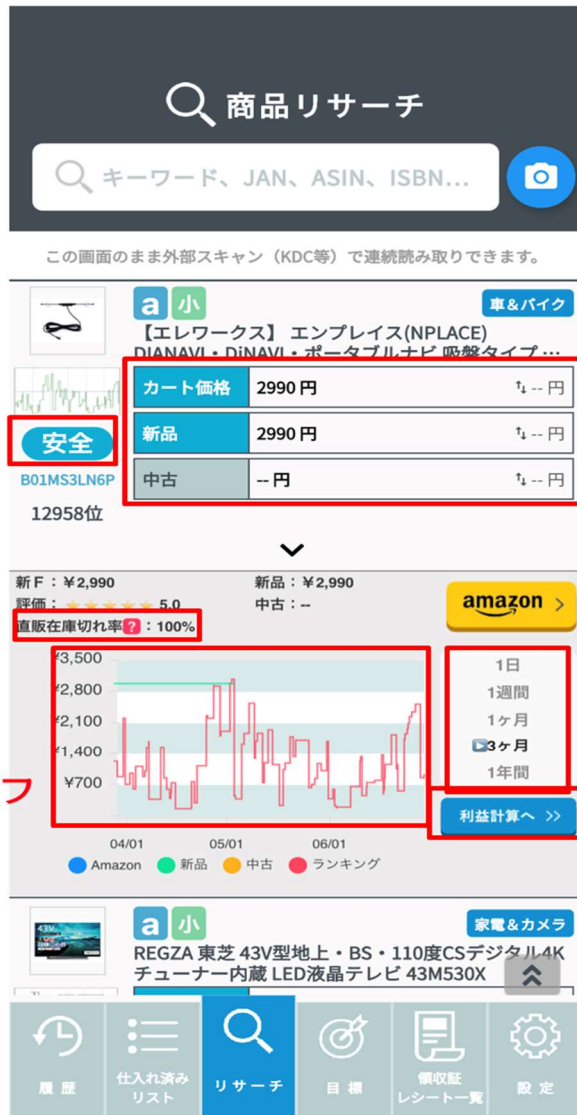 商品リサーチ
キーワード、JAN、ASIN、ISBN...
この画面のまま外部スキャン（KDC等）で連続読み取りできます。
a 小 車&バイク
【エレワークス】 エンプレイス(NPLACE)
DIANAVI・DiNAVI・ポータブルナビ 吸盤タイプ …
カート価格 2990 円 ⇅ -- 円
安全
新品 2990 円 ⇅ -- 円
B01MS3LN6P
中古 -- 円 ⇅ -- 円
12958位
新F：¥2,990 新品：¥2,990
評価：★★★★★ 5.0 中古：--
直販在庫切れ率?：100%
amazon >
¥3,500
¥2,800
¥2,100
¥1,400
¥700
04/01 05/01 06/01
Amazon 新品 中古 ランキング
1日
1週間
1ヶ月
3ヶ月
1年間
利益計算へ >>
フ
a 小 家電&カメラ
43V
REGZA 東芝 43V型地上・BS・110度CSデジタル4K
チューナー内蔵 LED液晶テレビ 43M530X
履歴
仕入れ済み
リスト
リサーチ
目標
領収証
レシート一覧
設定